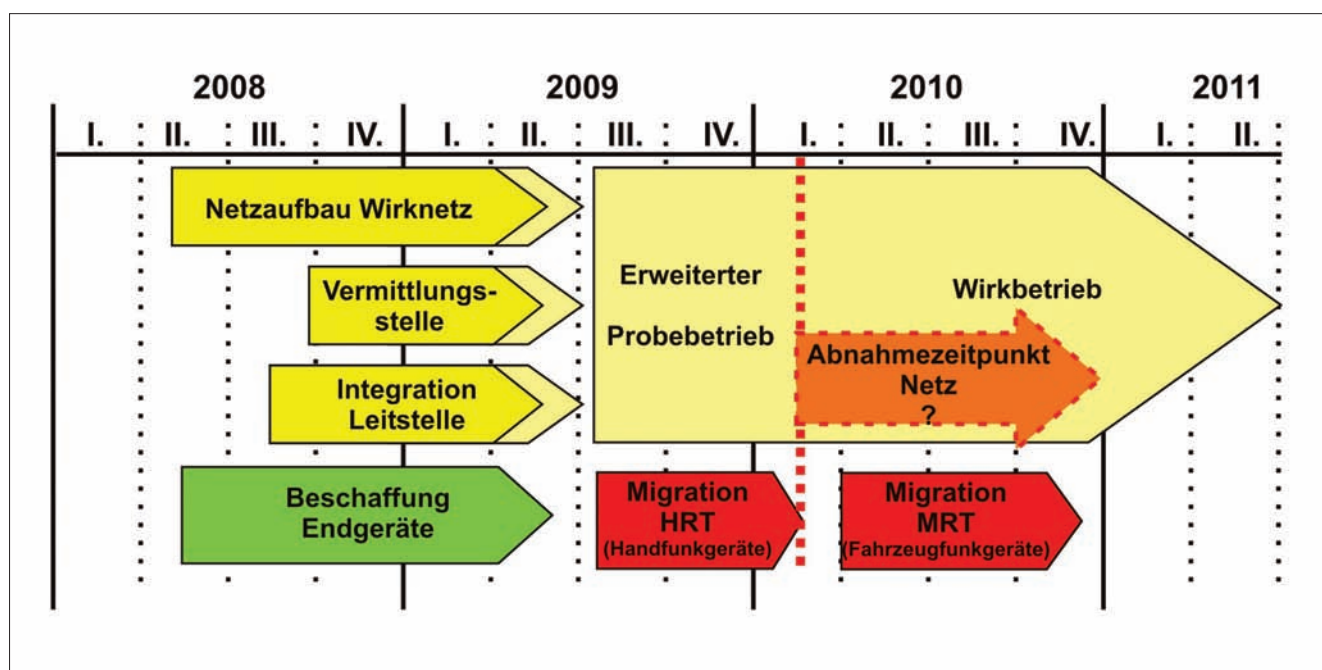 2008 2009 2010 2011
I. II. III. IV. I. II. III. IV. I. II. III. IV. I. II.
Netzaufbau Wirknetz
Vermittlungs-
stelle
Integration
Leitstelle
Beschaffung
Endgeräte
Erweiterter
Probebetrieb
Wirkbetrieb
Abnahmezeitpunkt
Netz
?
Migration
HRT
(Handfunkgeräte)
Migration
MRT
(Fahrzeugfunkgeräte)